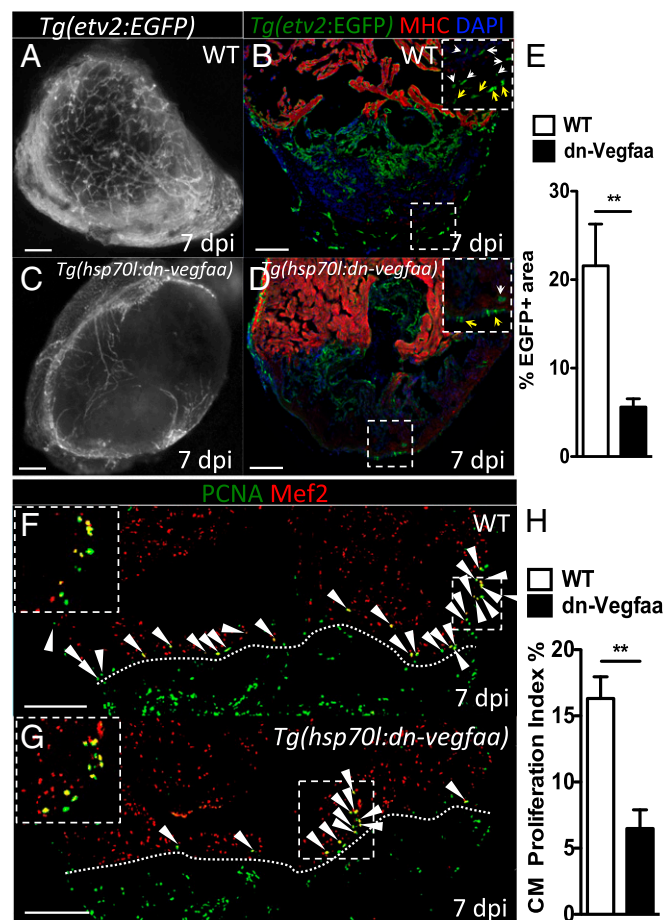 Tg(etv2:EGFP)
Tg(etv2:EGFP) MHC DAPI
A
WT
B
WT
7 dpi
7 dpi
C
Tg(hsp70l:dn-vegfaa)
D
Tg(hsp70l:dn-vegfaa)
7 dpi
7 dpi
E
WT
dn-Vegfaa
30
20
10
0
**
% EGFP+ area
PCNA Mef2
F
WT
7 dpi
G
Tg(hsp70l:dn-vegfaa)
7 dpi
H
WT
dn-Vegfaa
20
15
10
5
0
**
CM Proliferation Index %